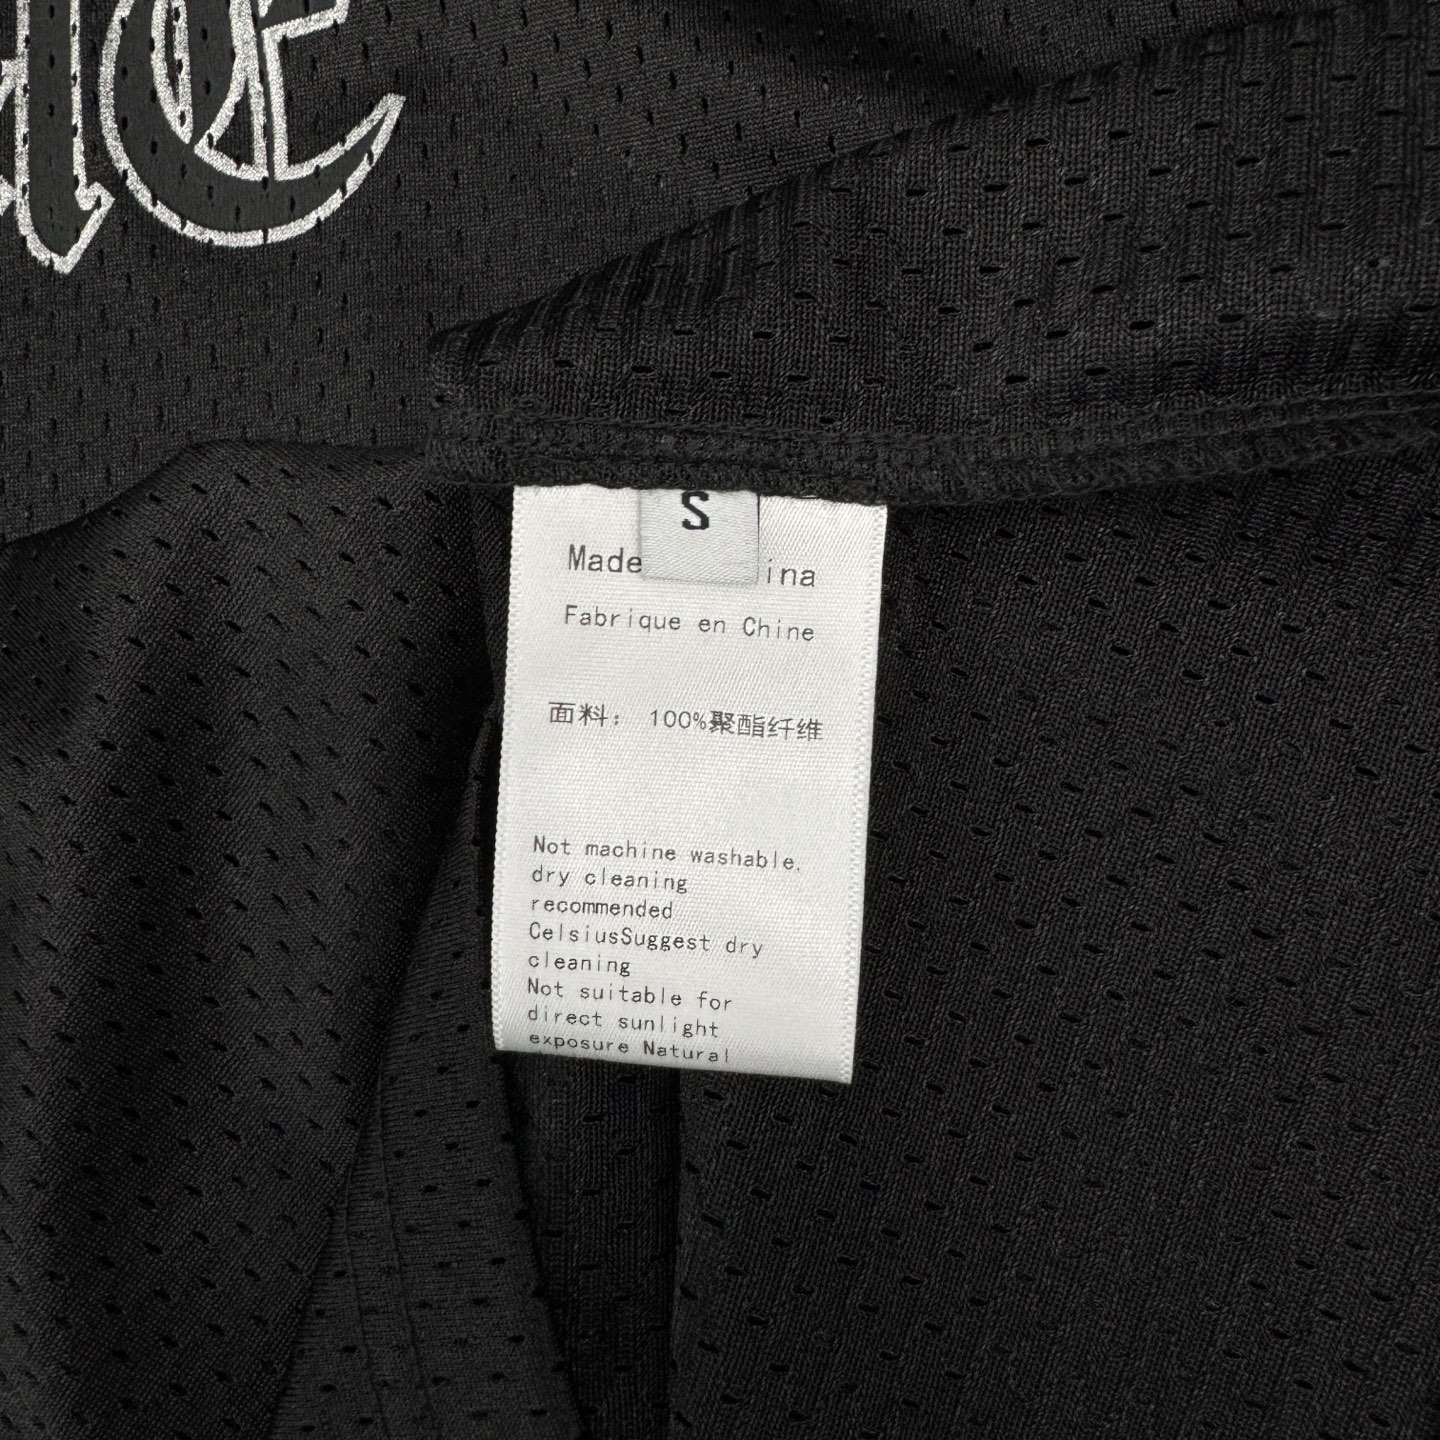 S
Made ina
Fabrique en Chine
面料: 100%聚酯纤维
Not machine washable.
dry cleaning
recommended
CelsiusSuggest dry
cleaning
Not suitable for
direct sunlight
exposure Natural